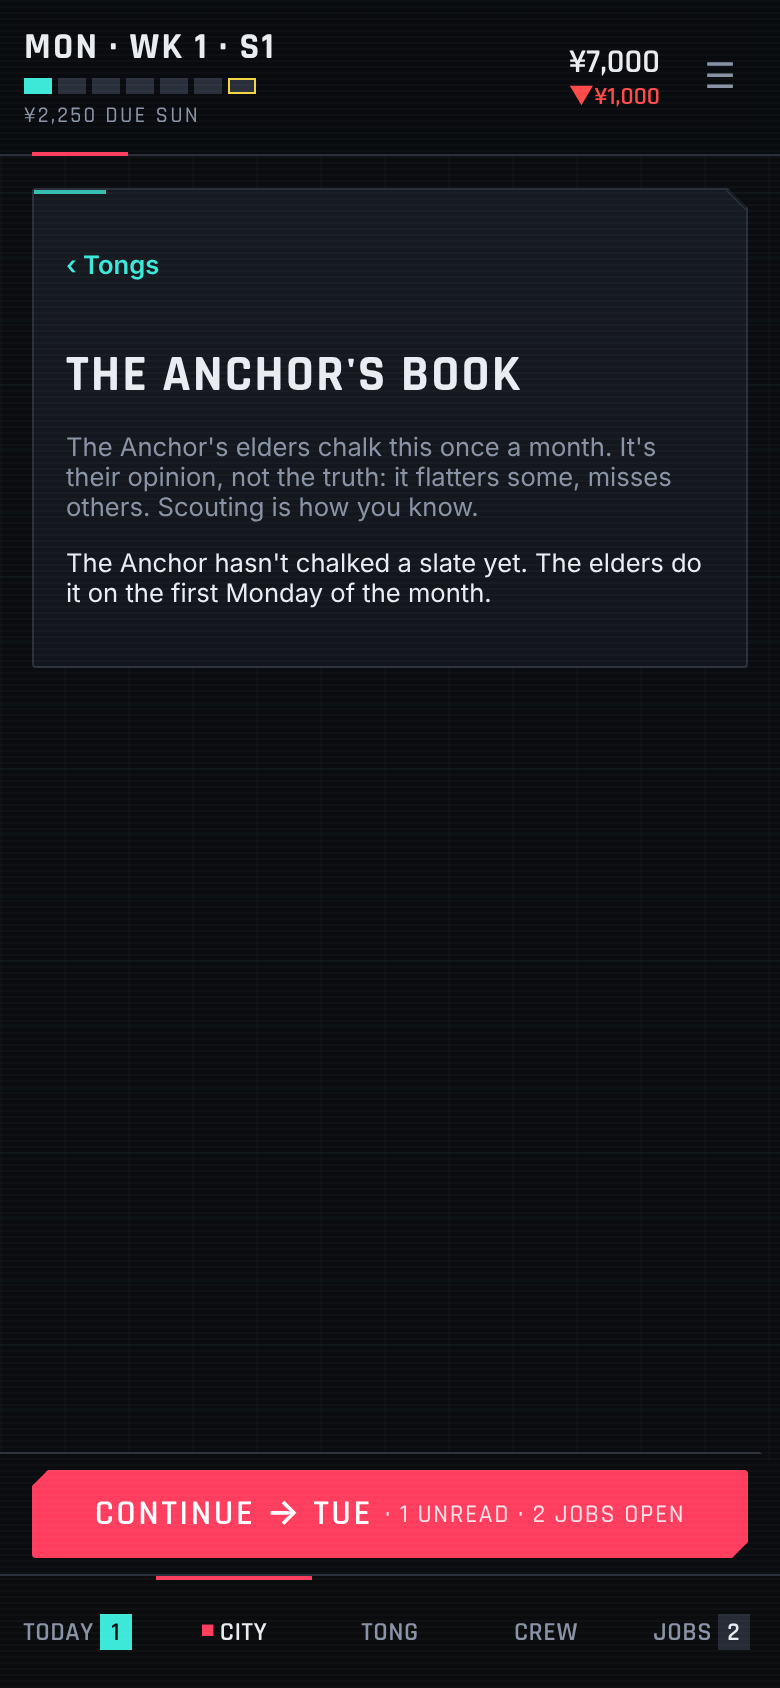 MON · WK 1 · S1
¥2,250 DUE SUN
¥7,000
▼¥1,000
☰
‹ Tongs
THE ANCHOR'S BOOK
The Anchor's elders chalk this once a month. It's
their opinion, not the truth: it flatters some, misses
others. Scouting is how you know.
The Anchor hasn't chalked a slate yet. The elders do
it on the first Monday of the month.
CONTINUE → TUE · 1 UNREAD · 2 JOBS OPEN
TODAY 1 CITY TONG CREW JOBS 2